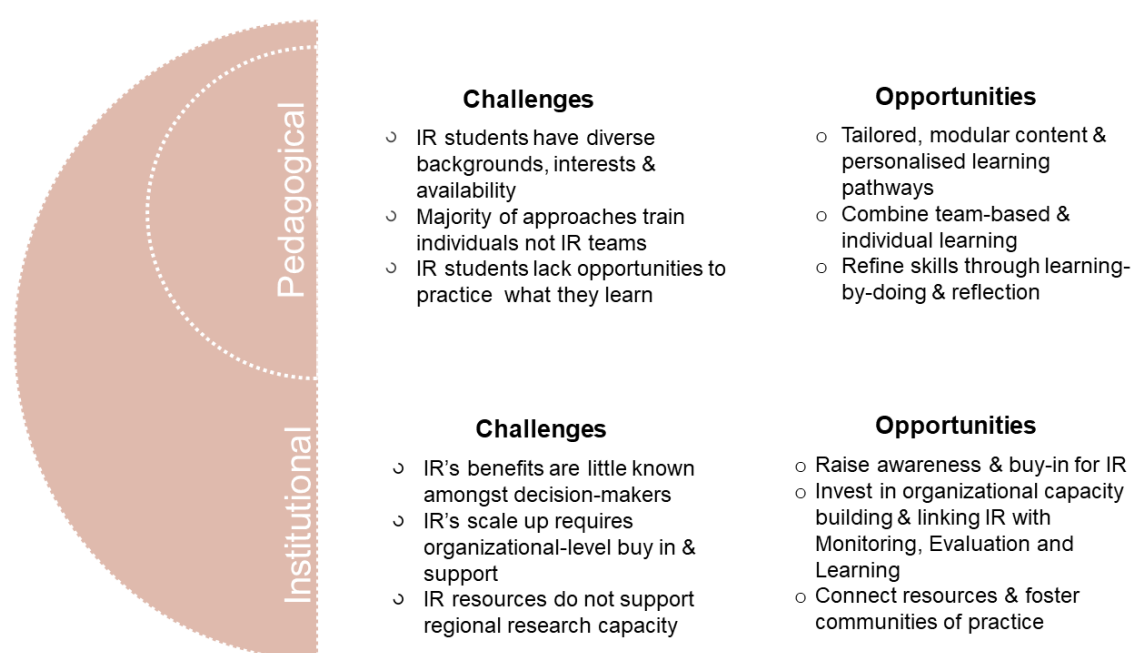 Pedagogical
Challenges
IR students have diverse
backgrounds, interests &
availability
Majority of approaches train
individuals not IR teams
IR students lack opportunities to
practice what they learn
Opportunities
Tailored, modular content &
personalised learning
pathways
Combine team-based &
individual learning
Refine skills through learning-
by-doing & reflection
Institutional
Challenges
IR's benefits are little known
amongst decision-makers
IR's scale up requires
organizational-level buy in &
support
IR resources do not support
regional research capacity
Opportunities
Raise awareness & buy-in for IR
Invest in organizational capacity
building & linking IR with
Monitoring, Evaluation and
Learning
Connect resources & foster
communities of practice